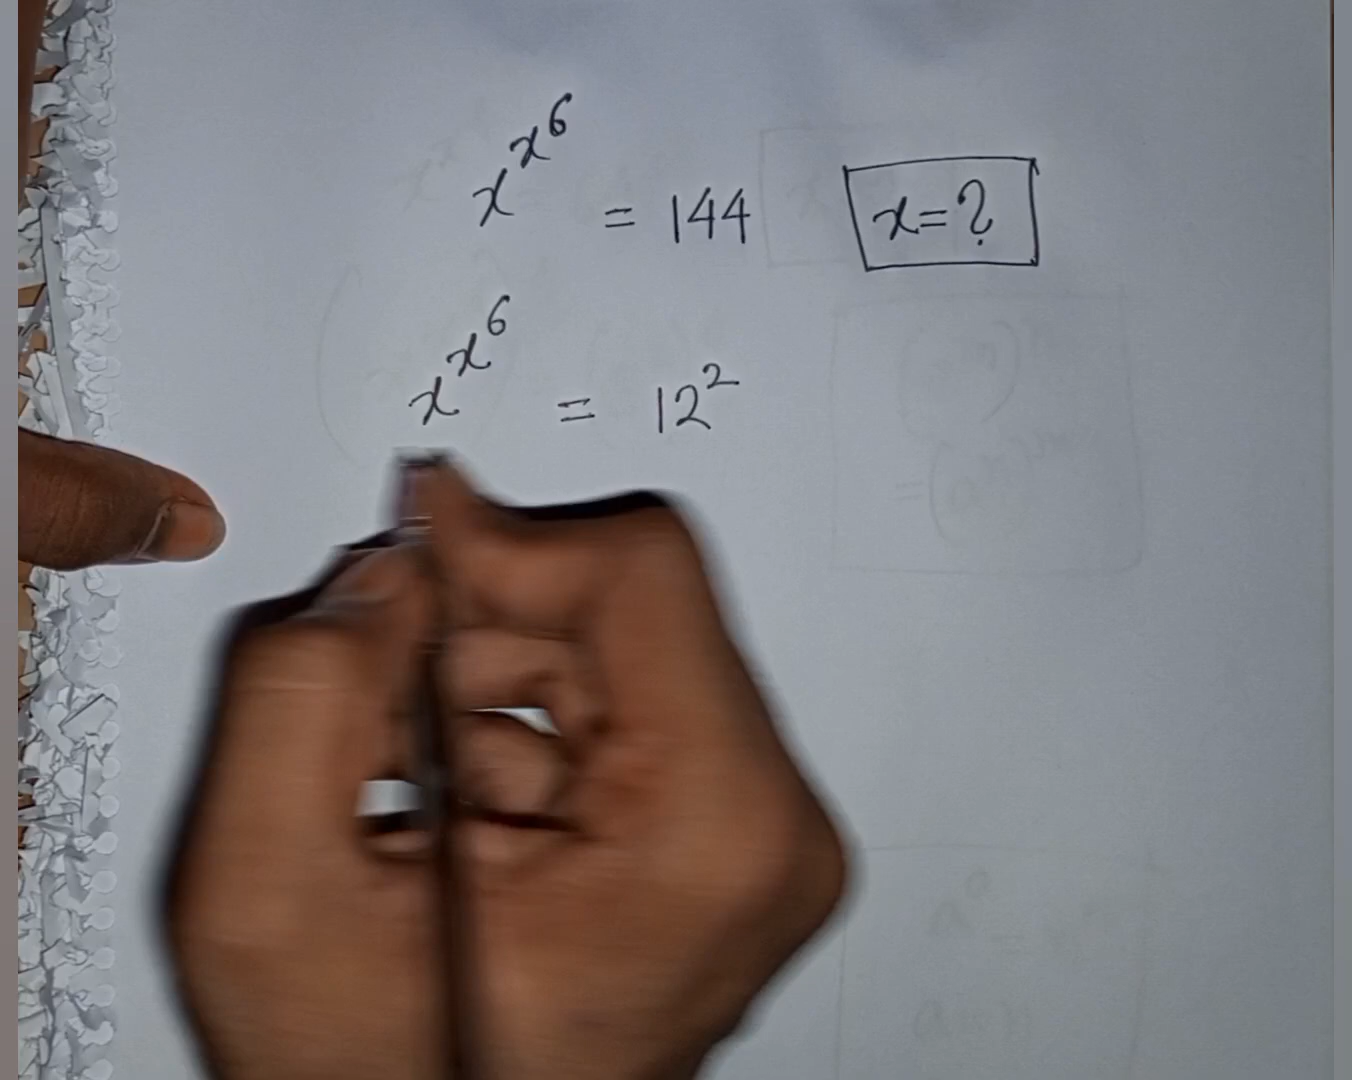 x^{x^6} = 144 x=?
x^{x^6} = 12^2